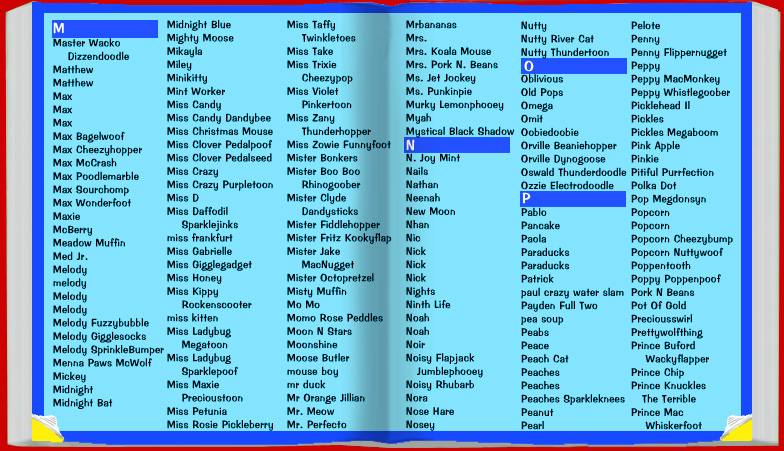 M
Master Wacko
Dizzendoodle
Matthew
Matthew
Max
Max
Max
Max Bagelwoof
Max Cheezyhopper
Max McCrash
Max Poodlemarble
Max Sourchomp
Max Wonderfoot
Maxie
McBerry
Meadow Muffin
Med Jr.
Melody
melody
Melody
Melody
Melody Fuzzybubble
Melody Gigglesocks
Melody SprinkleBumper
Menna Paws McWolf
Mickey
Midnight
Midnight Bat
Midnight Blue
Mighty Moose
Mikayla
Miley
Minikitty
Mint Worker
Miss Candy
Miss Candy Dandybee
Miss Christmas Mouse
Miss Clover Pedalpoof
Miss Clover Pedalseed
Miss Crazy
Miss Crazy Purpletoon
Miss D
Miss Daffodil
Sparklejinks
miss frankfurt
Miss Gabrielle
Miss Gigglegadget
Miss Honey
Miss Kippy
Rockenscooter
miss kitten
Miss Ladybug
Megatoon
Miss Ladybug
Sparklepoof
Miss Maxie
Precioustoon
Miss Petunia
Miss Rosie Pickleberry
Miss Taffy
Twinkletoes
Miss Take
Miss Trixie
Cheezypop
Miss Violet
Pinkertoon
Miss Zany
Thunderhopper
Miss Zowie Funnyfoot
Mister Bonkers
Mister Boo Boo
Rhinogoober
Mister Clyde
Dandysticks
Mister Fiddlehopper
Mister Fritz Kookyflap
Mister Jake
MacNugget
Mister Octopretzel
Misty Muffin
Mo Mo
Momo Rose Peddles
Moon N Stars
Moonshine
Moose Butler
mouse boy
mr duck
Mr Orange Jillian
Mr. Meow
Mr. Perfecto
Mrbananas
Mrs.
Mrs. Koala Mouse
Mrs. Pork N. Beans
Ms. Jet Jockey
Ms. Punkinpie
Murky Lemonphooey
Myah
Mystical Black Shadow
N
N. Joy Mint
Nails
Nathan
Neenah
New Moon
Nhan
Nic
Nick
Nick
Nick
Nights
Ninth Life
Noah
Noah
Noir
Noisy Flapjack
Jumblephooey
Noisy Rhubarb
Nora
Nose Hare
Nosey
Nutty
Nutty River Cat
Nutty Thundertoon
O
Oblivious
Old Pops
Omega
Omit
Oobiedoobie
Orville Beaniehopper
Orville Dynogoose
Oswald Thunderdoodle
Ozzie Electrodoodle
P
Pablo
Pancake
Paola
Paraducks
Paraducks
Patrick
paul crazy water slam
Payden Full Two
pea soup
Peabs
Peace
Peach Cat
Peaches
Peaches
Peaches Sparkleknees
Peanut
Pearl
Pelote
Penny
Penny Flippernugget
Peppy
Peppy MacMonkey
Peppy Whistlegoober
Picklehead II
Pickles
Pickles Megaboom
Pink Apple
Pinkie
Pitiful Purrfection
Polka Dot
Pop Megdonsyn
Popcorn
Popcorn
Popcorn Cheezybump
Popcorn Nuttywoof
Poppentooth
Poppy Poppenpoof
Pork N Beans
Pot Of Gold
Preciouswirl
Prettywolfthing
Prince Buford
Wackyflapper
Prince Chip
Prince Knuckles
The Terrible
Prince Mac
Whiskerfoot